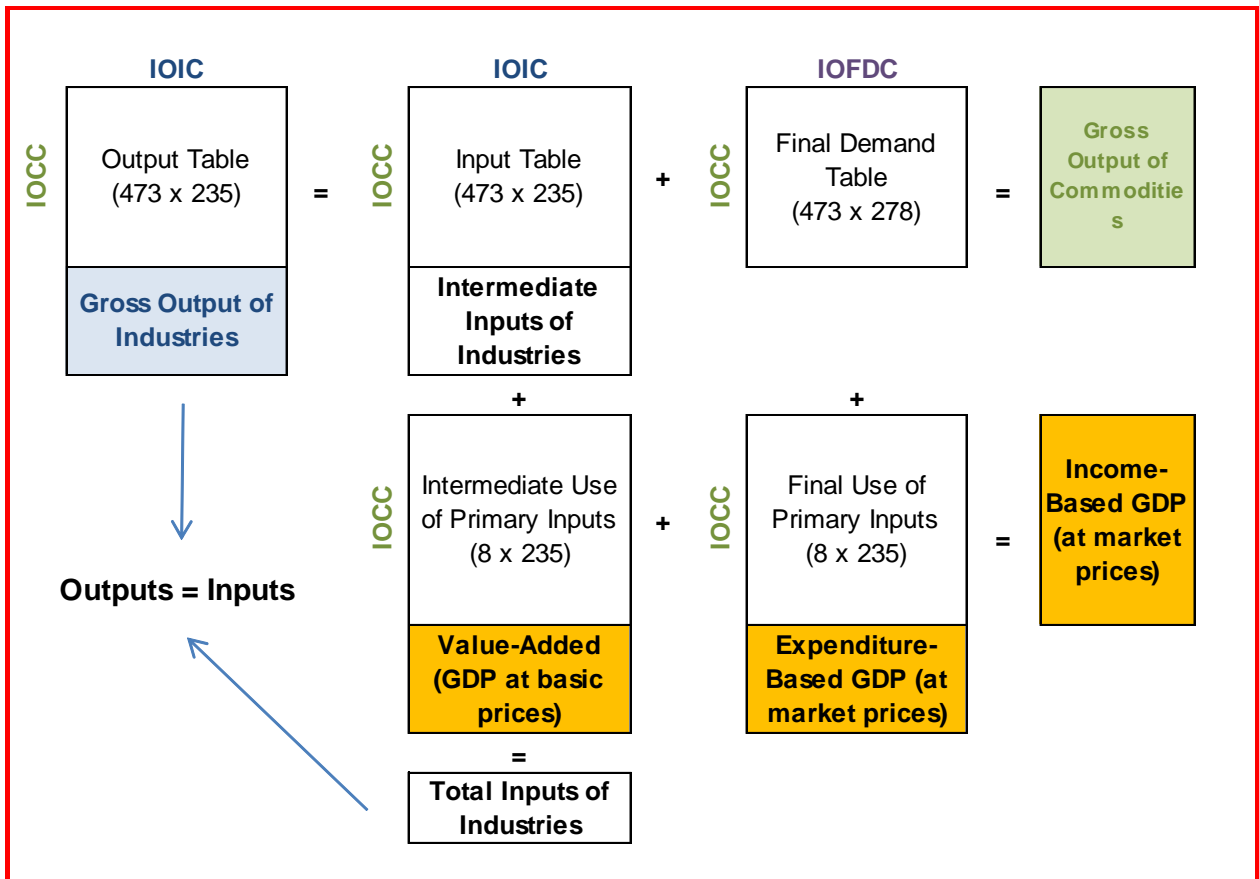 IOIC
IOIC
IOFDC
IOCC
Output Table
(473 x 235)
=
IOCC
Input Table
(473 x 235)
+
IOCC
Final Demand
Table
(473 x 278)
=
Gross
Output of
Commoditie
s
Gross Output of
Industries
Intermediate
Inputs of
Industries
+
+
IOCC
Intermediate Use
of Primary Inputs
(8 x 235)
+
IOCC
Final Use of
Primary Inputs
(8 x 235)
=
Income-
Based GDP
(at market
prices)
Outputs = Inputs
Value-Added
(GDP at basic
prices)
Expenditure-
Based GDP (at
market prices)
=
Total Inputs of
Industries